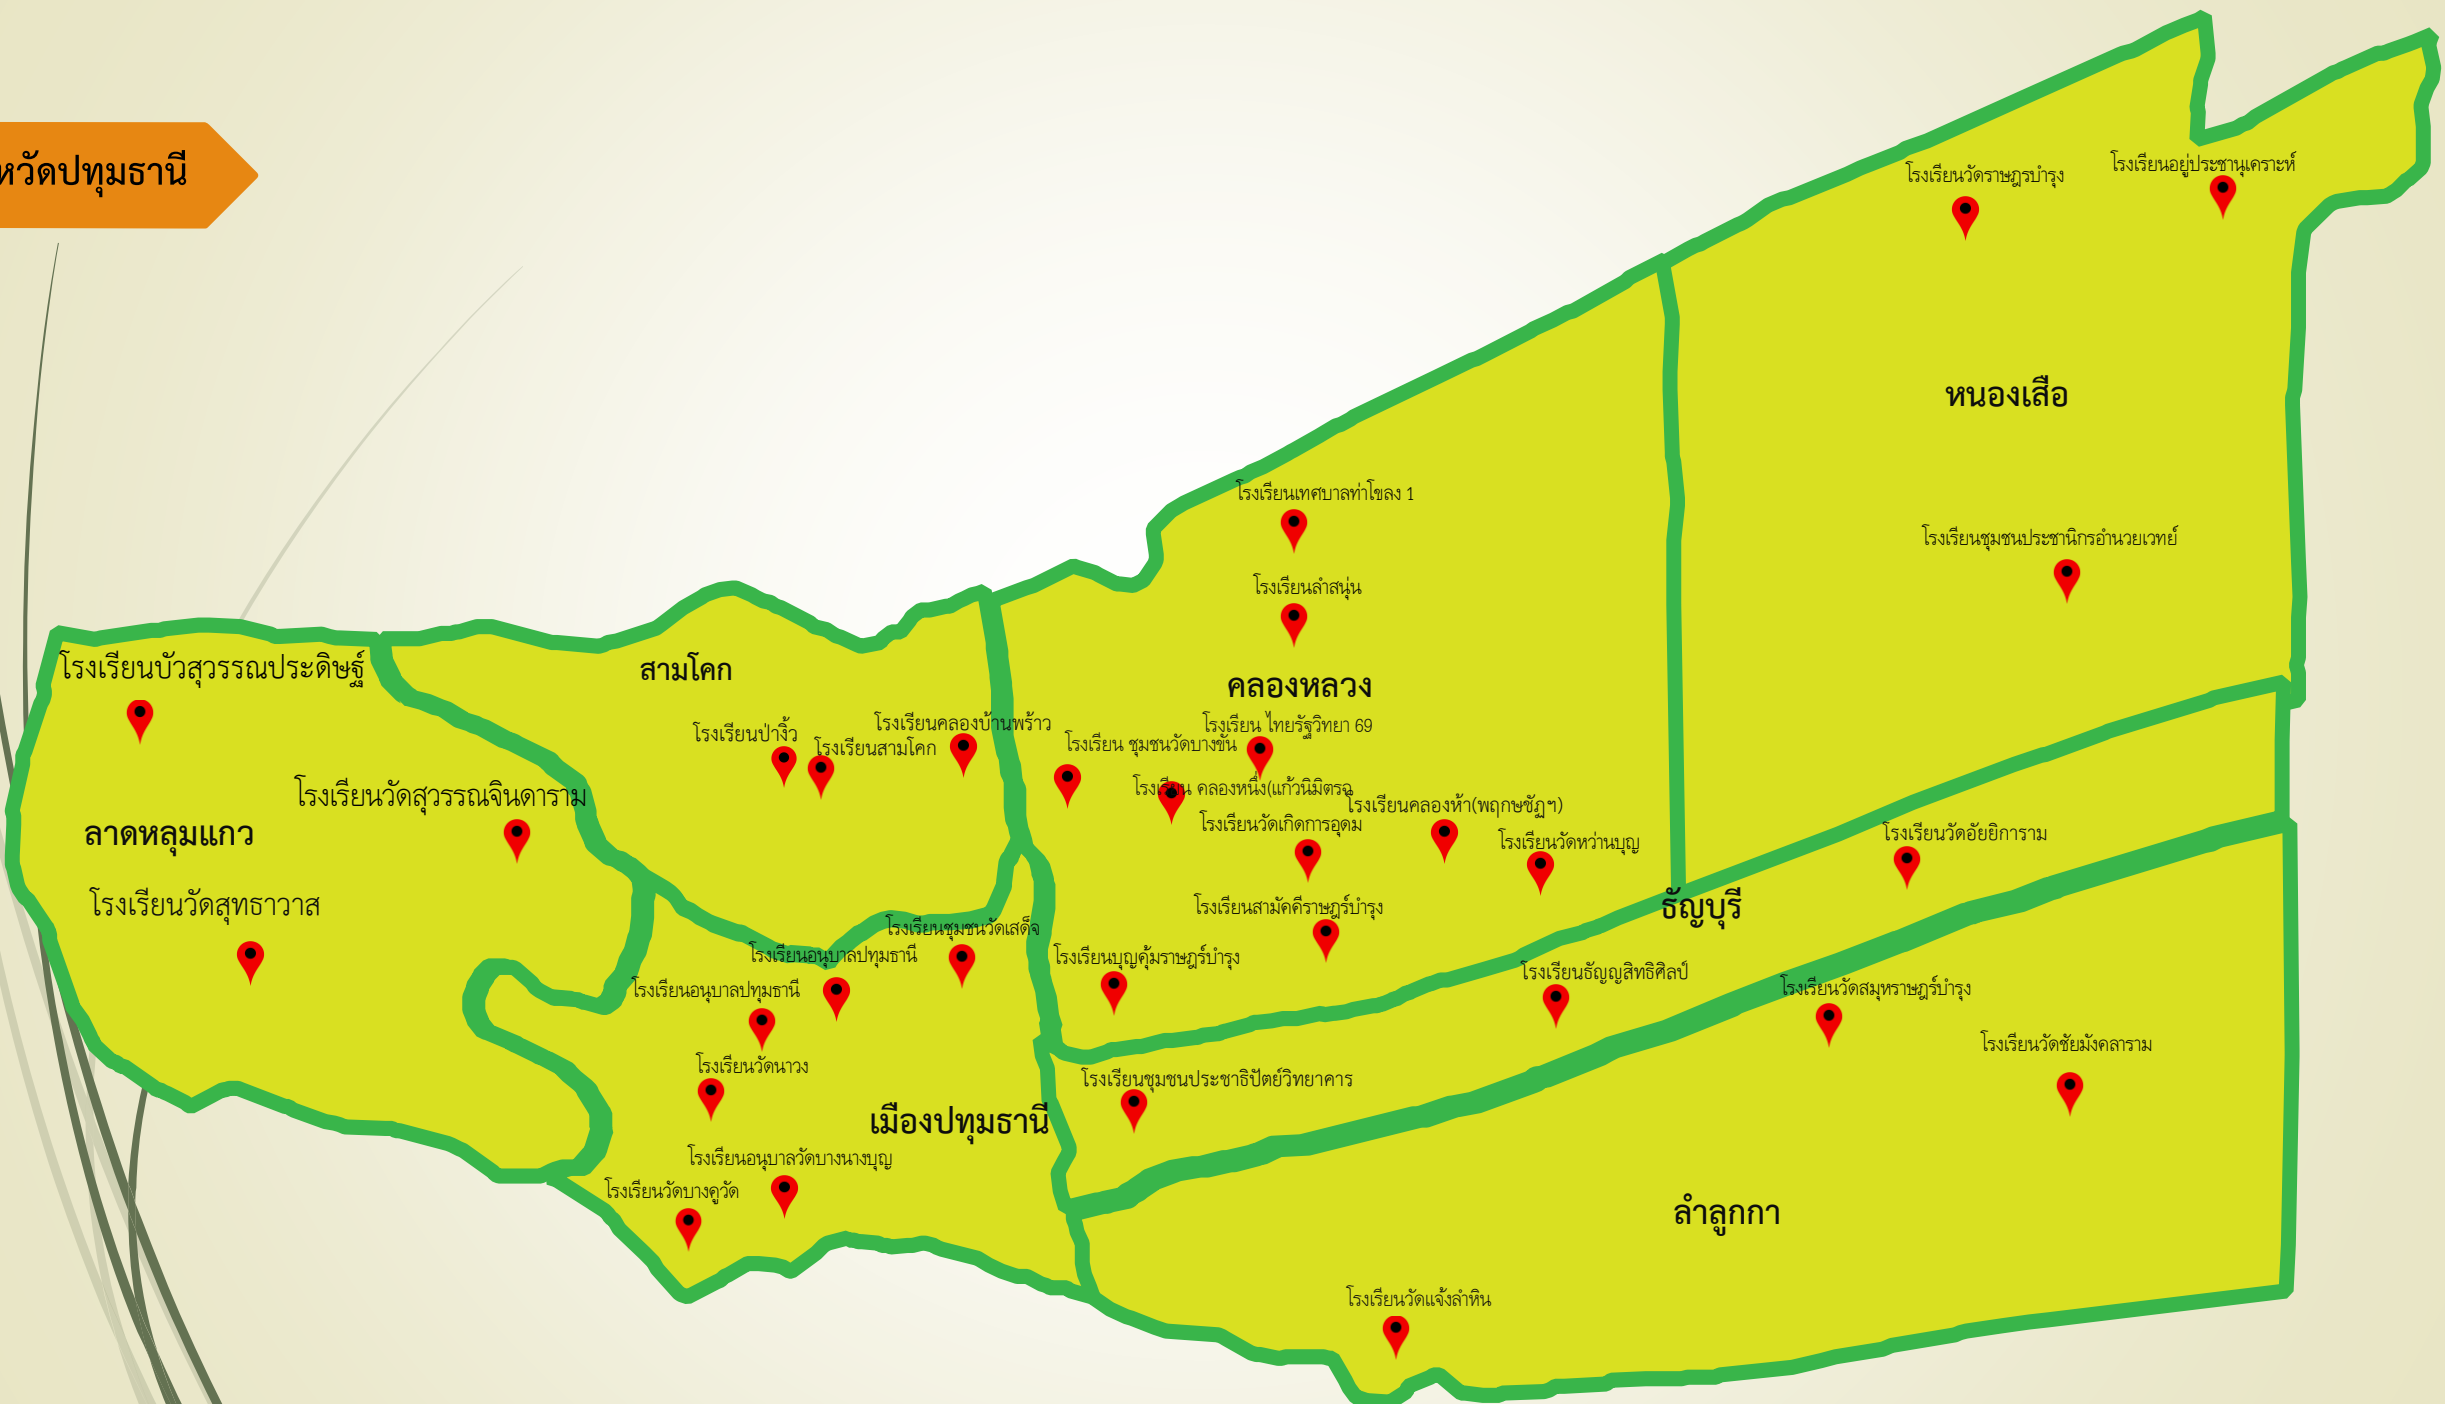 หวัดปทุมธานี
โรงเรียนวัดราษฎรบำรุง
โรงเรียนอยู่ประชานุเคราะห์
หนองเสือ
โรงเรียนชุมชนประชานิกรอำนวยเวทย์
โรงเรียนเทศบาลท่าโขลง 1
โรงเรียนลำสนุ่น
คลองหลวง
โรงเรียน ไทยรัฐวิทยา 69
โรงเรียน ชุมชนวัดบางขัน
โรงเรียน คลองหนึ่ง(แก้วนิมิตรฉ
โรงเรียนคลองห้า(พฤกษชัฏฯ)
โรงเรียนวัดเกิดการอุดม
โรงเรียนวัดหว่านบุญ
โรงเรียนสามัคคีราษฎร์บำรุง
โรงเรียนบุญคุ้มราษฎร์บำรุง
สามโคก
โรงเรียนป่างิ้ว
โรงเรียนสามโคก
โรงเรียนคลองบ้านพร้าว
โรงเรียนบัวสุวรรณประดิษฐ์
โรงเรียนวัดสุวรรณจินดาราม
ลาดหลุมแกว
โรงเรียนวัดสุทธาวาส
โรงเรียนชุมชนวัดเสด็จ
โรงเรียนอนุบาลปทุมธานี
โรงเรียนอนุบาลปทุมธานี
โรงเรียนวัดนาวง
เมืองปทุมธานี
โรงเรียนอนุบาลวัดบางนางบุญ
โรงเรียนวัดบางคูวัด
โรงเรียนวัดอัยยิการาม
ธัญบุรี
โรงเรียนธัญญสิทธิศิลป์
โรงเรียนชุมชนประชาธิปัตย์วิทยาคาร
โรงเรียนวัดสมุหราษฎร์บำรุง
โรงเรียนวัดชัยมังคลาราม
ลำลูกกา
โรงเรียนวัดแจ้งลำหิน